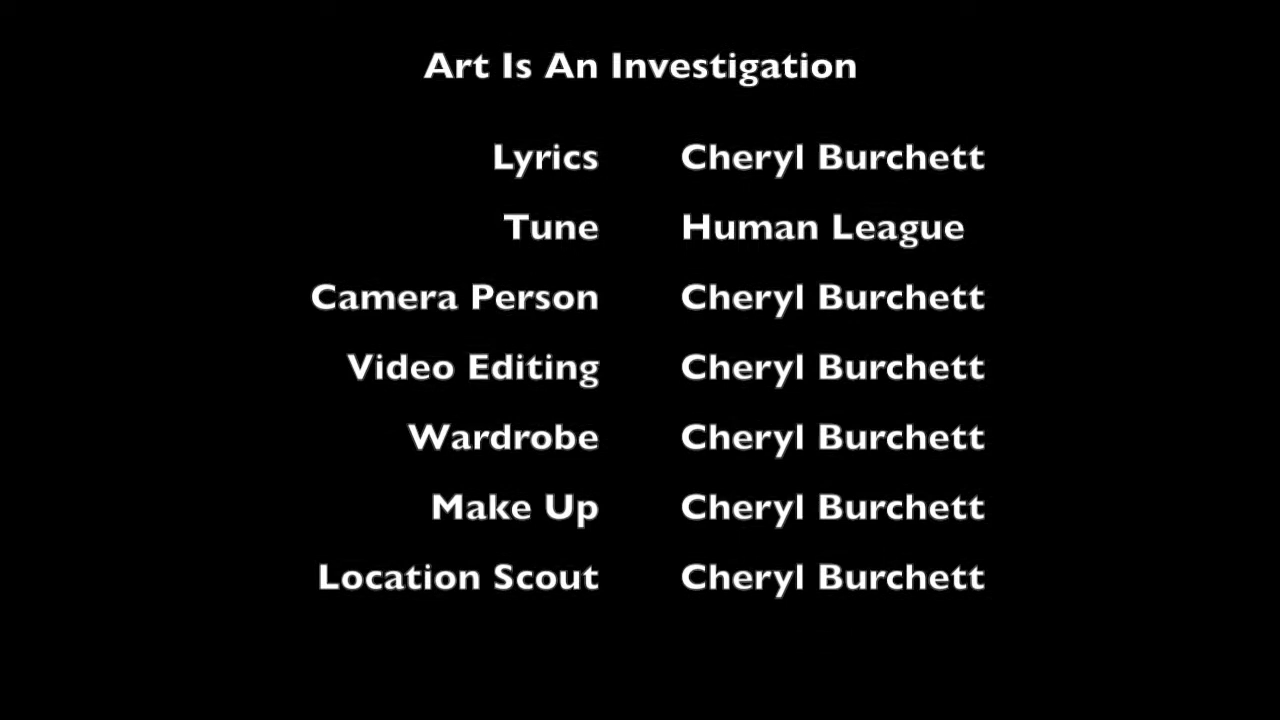 Art Is An Investigation
Lyrics Cheryl Burchett
Tune Human League
Camera Person Cheryl Burchett
Video Editing Cheryl Burchett
Wardrobe Cheryl Burchett
Make Up Cheryl Burchett
Location Scout Cheryl Burchett